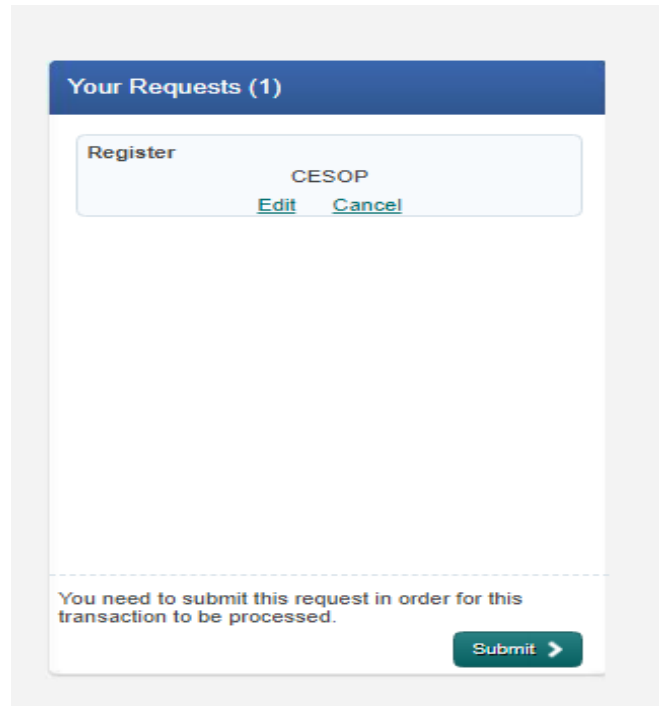 Your Requests (1)
Register
CESOP
Edit Cancel
You need to submit this request in order for this
transaction to be processed.
Submit